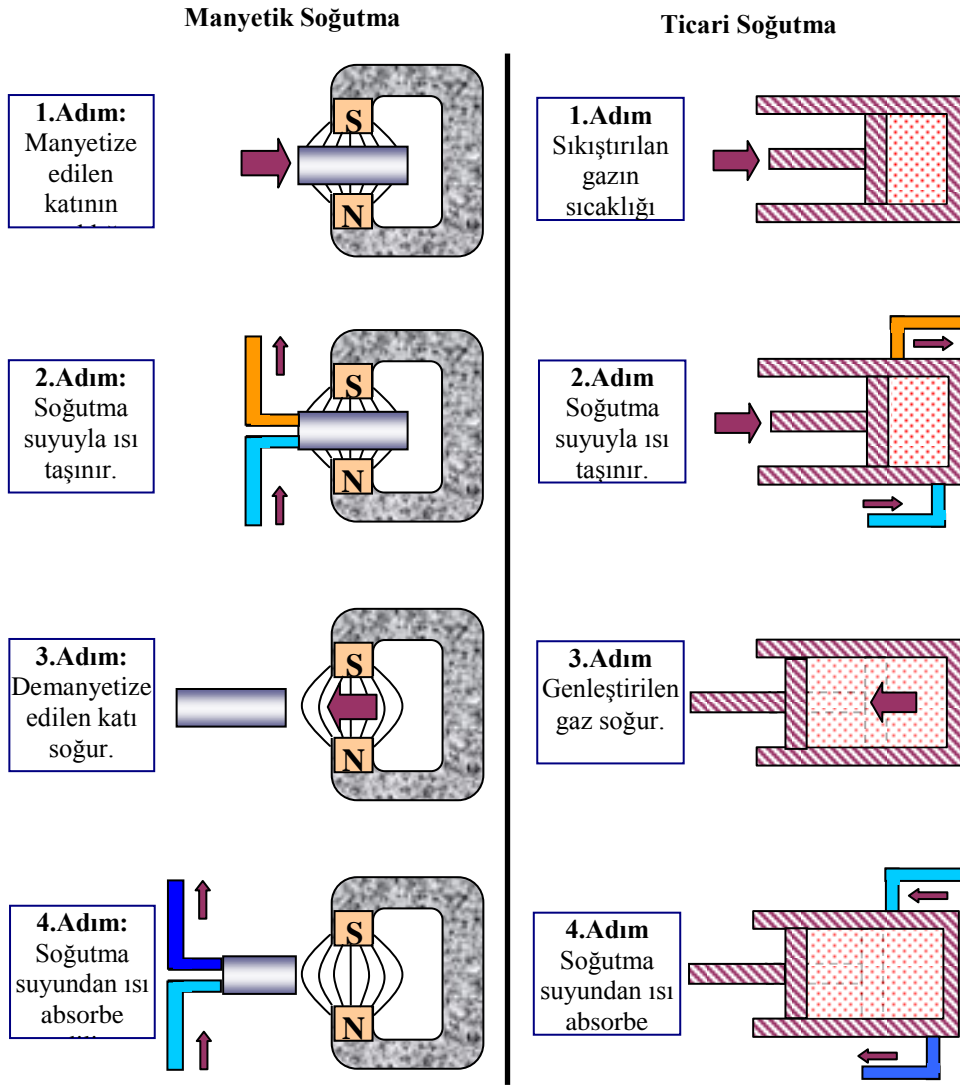 Manyetik Soğutma
1.Adım:
Manyetize
edilen
katının
S
N
2.Adım:
Soğutma
suyuyla ısı
taşınır.
S
N
3.Adım:
Demanyetize
edilen katı
soğur.
S
N
4.Adım:
Soğutma
suyundan ısı
absorbe
S
N
Ticari Soğutma
1.Adım
Sıkıştırılan
gazın
sıcaklığı
2.Adım
Soğutma
suyuyla ısı
taşınır.
3.Adım
Genleştirilen
gaz soğur.
4.Adım
Soğutma
suyundan ısı
absorbe